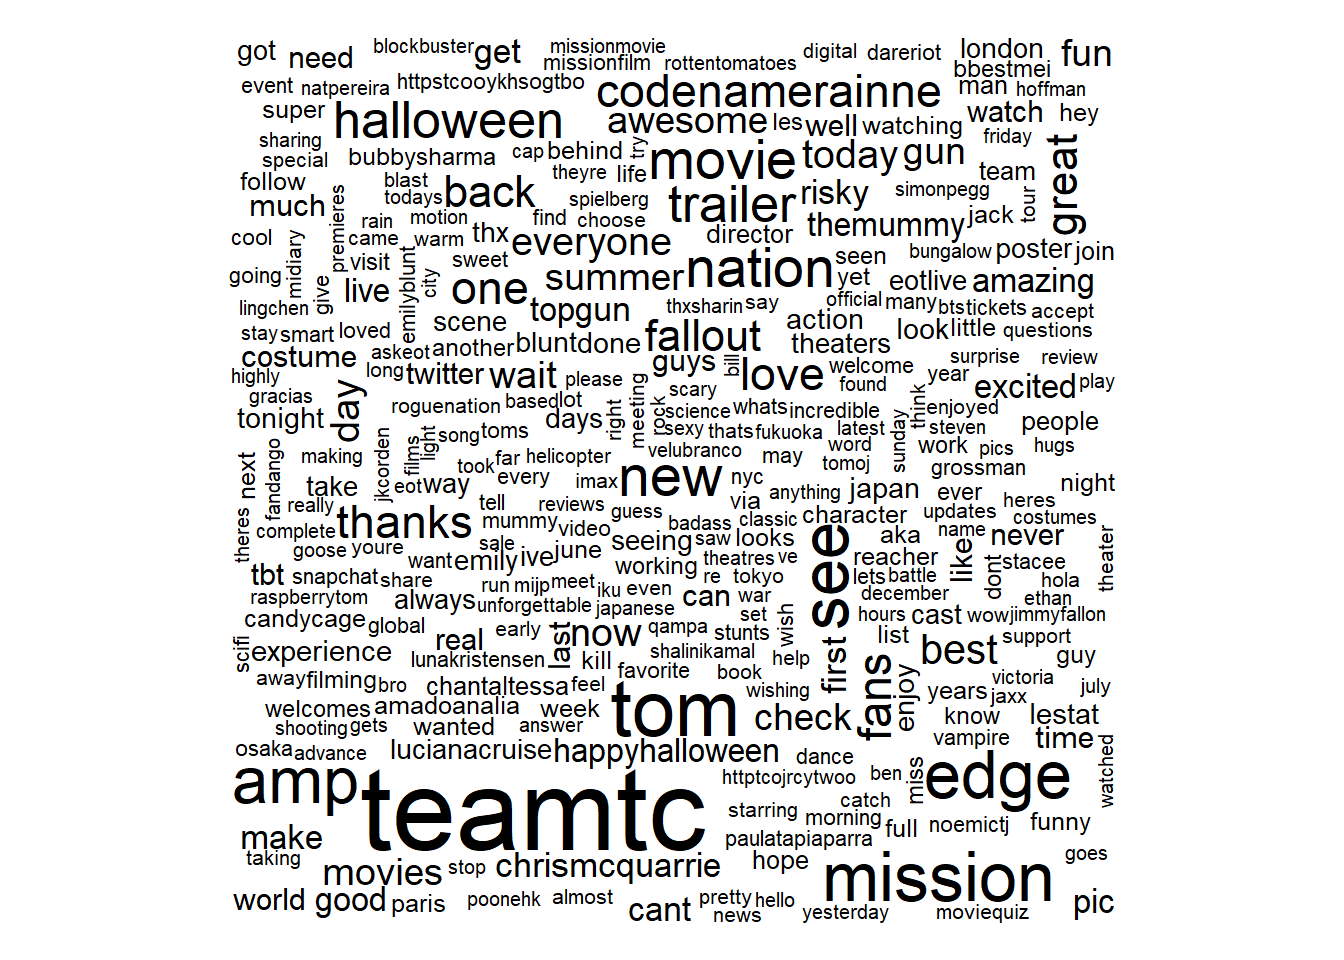 got need blockbuster get missionmovie missionfilm rottentomatoes digital dareriot london fun
event natpereira httpstcooykhsogtbo codenamerainne bbestmei man hoffman
super halloween awesome les well watching watch hey
sharing special bubbysharma cap behind try movie today gun friday team great
follow blast todays back theyre life spielberg trailer risky simonpegg tour
much premieres rain motion find choose themummy jack
cool midiary came warm thx everyone director bungalow poster join
going visit emilyblunt city sweet summer nation seen yet eotlive amazing
lingchen give live one topgun thxsharin say official many bts tickets accept
stay smart loved scene fallout action look little questions
costume askeot another blunt done guys theaters surprise review
highly long twitter wait please bill love welcome found year excited play
gracias day roguenation based lot meeting scary think
tonight days right rock science whats incredible enjoyed people
song toms sexy thats fukuoka latest sunday steven
next fandango making jkcorden films light took far helicopter velubranco may word tomoj work pics hugs
take eot way every imax new nyc grossman night
theres really thanks tell reviews guess via anything japan ever heres
complete mummy video badass classic character updates costumes
goose youre sale seeing saw looks see aka name never theater
want emily ive june theatres ve reacher like dont stacee
tbt snapchat share working re tokyo lets battle hola
raspberrytom run mijp meet iku even can war december ethan
always unforgettable japanese set wish hours cast wow jimmyfallon
candycage global real early last now qampa stunts first list support
scifi experience lunakristensen kill shalinikamal help fans best guy
away filming bro chantaltessa feel favorite book enjoy victoria
welcomes amadoanalia week tom wishing years jaxx july
shooting gets wanted answer check know lestat
osaka advance lucianacruise happyhalloween dance vampire time
amp teamtc httptcojrcytwoo ben miss edge watched
starring catch
make morning full noemictj funny
taking movies stop chrismcquarrie paulatapiaparra hope goes
world good paris poonehk almost cant pretty hello mission pic
news yesterday moviequiz